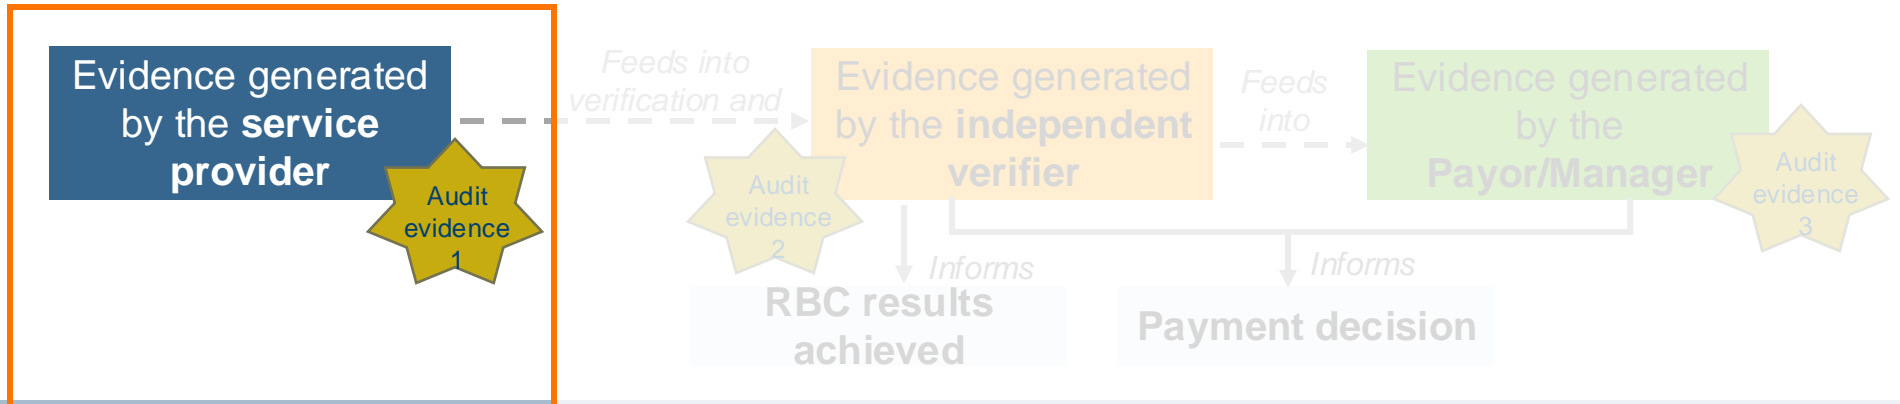 Evidence generated
by the service
provider
Audit
evidence
1
Feeds into
verification and
Evidence generated
by the independent
verifier
Audit
evidence
2
Feeds
into
Evidence generated
by the
Payor/Manager
Audit
evidence
3
Informs
RBC results
achieved
Informs
Payment decision